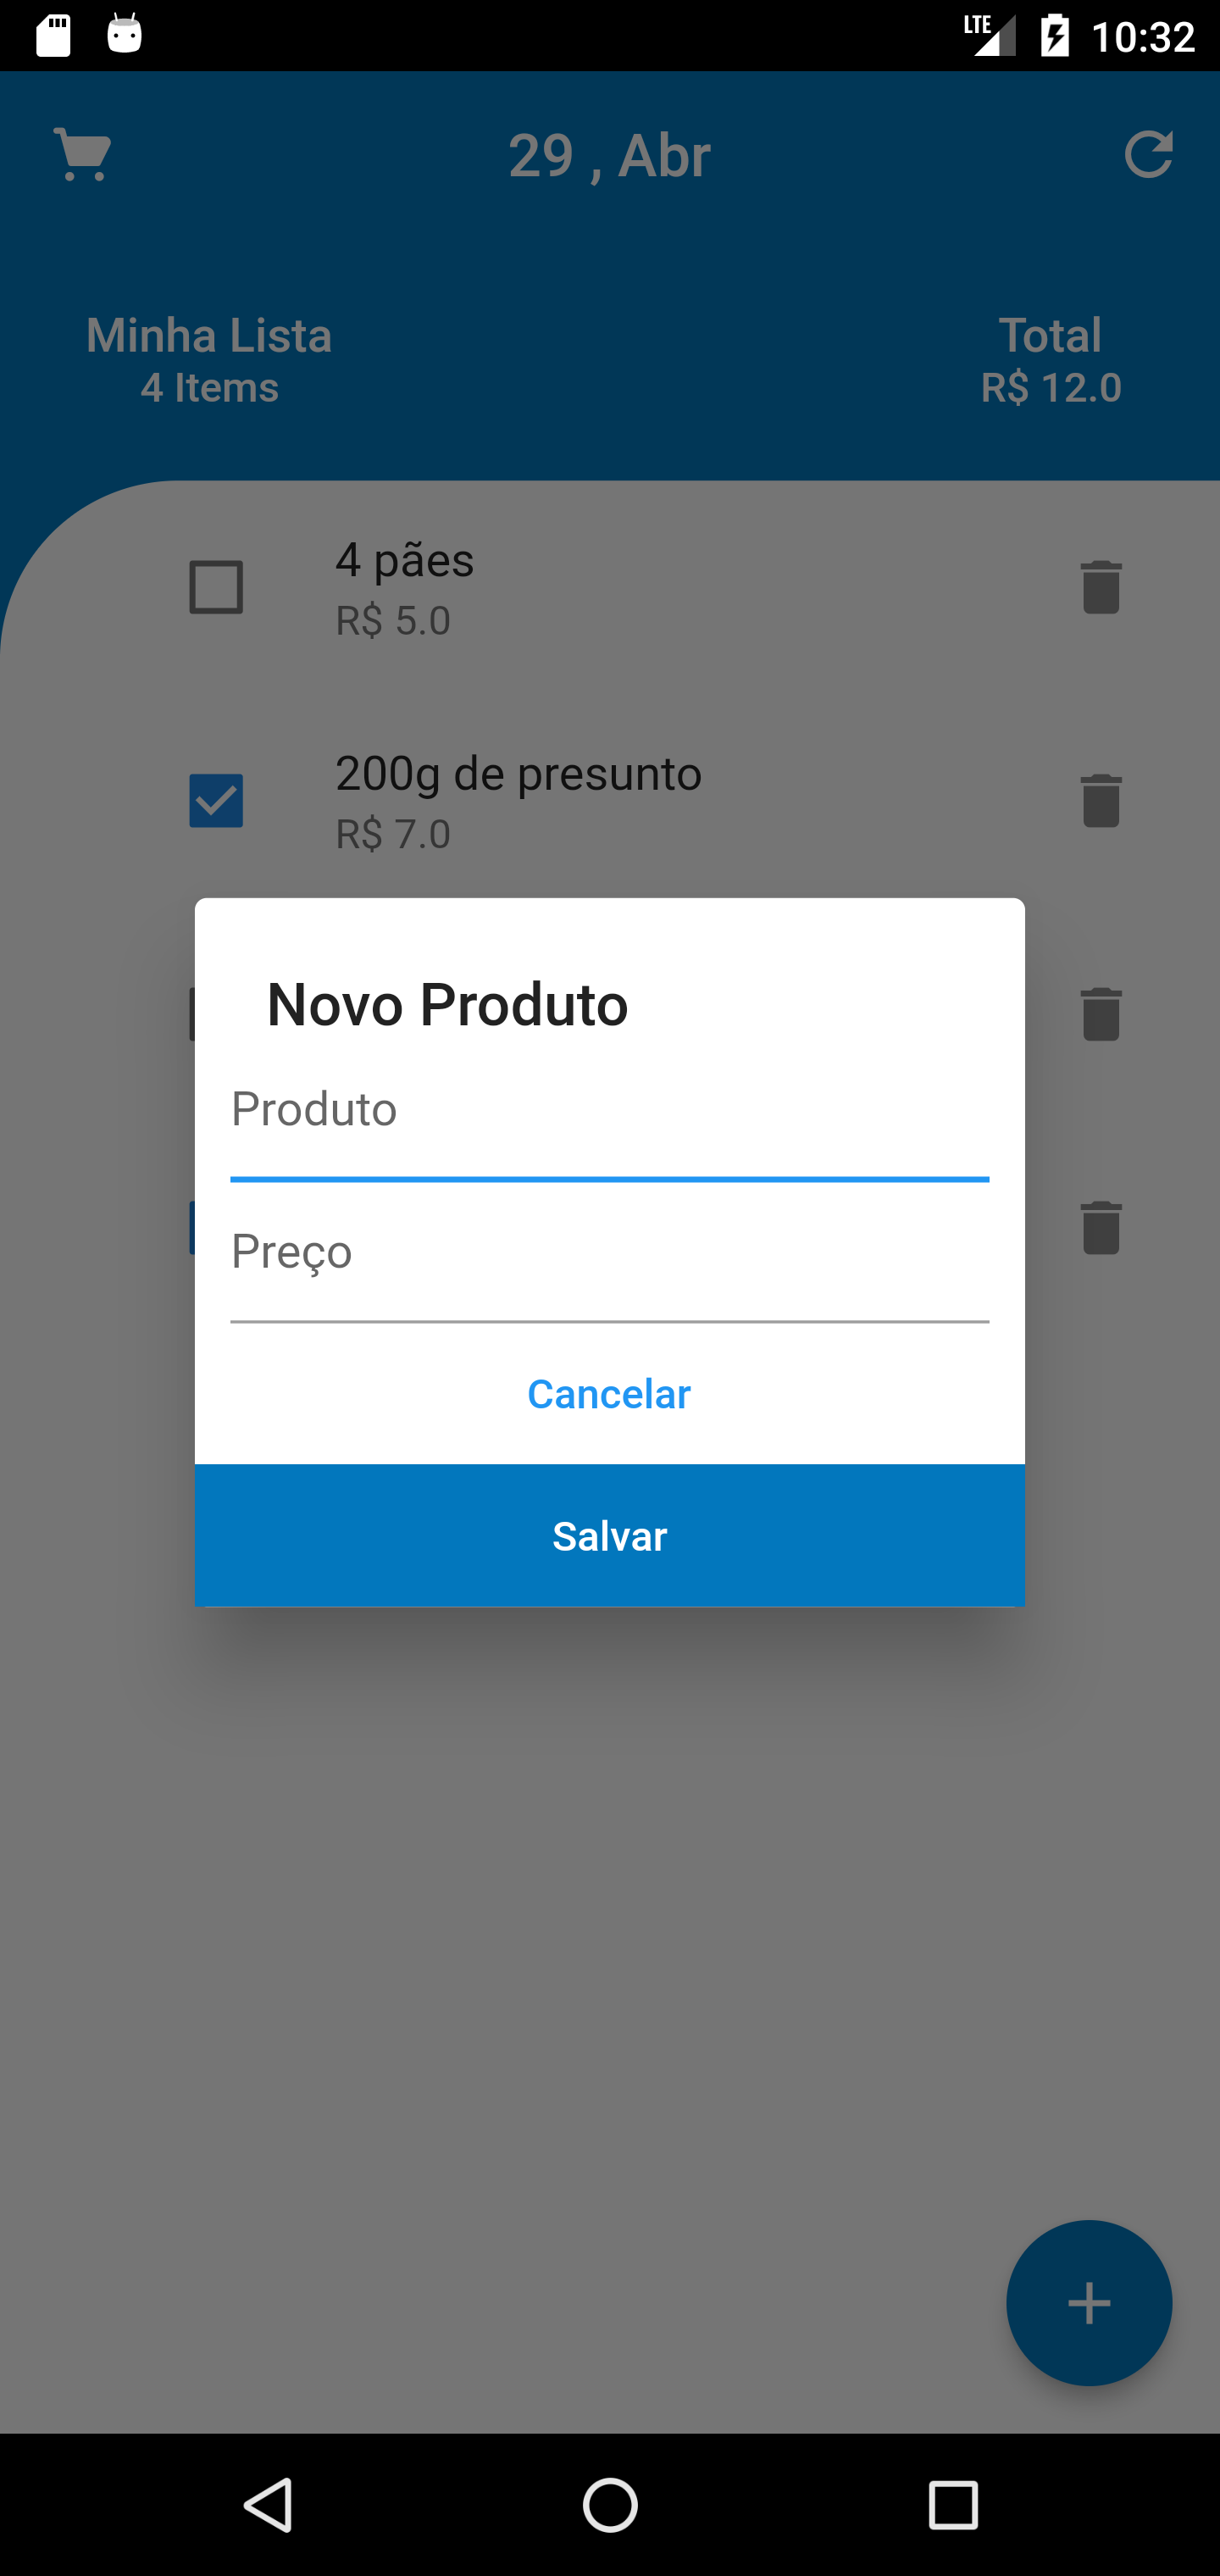 LTE 10:32
29 , Abr
Minha Lista
4 Items
Total
R$ 12.0
4 pães
R$ 5.0
200g de presunto
R$ 7.0
Novo Produto
Produto
Preço
Cancelar
Salvar